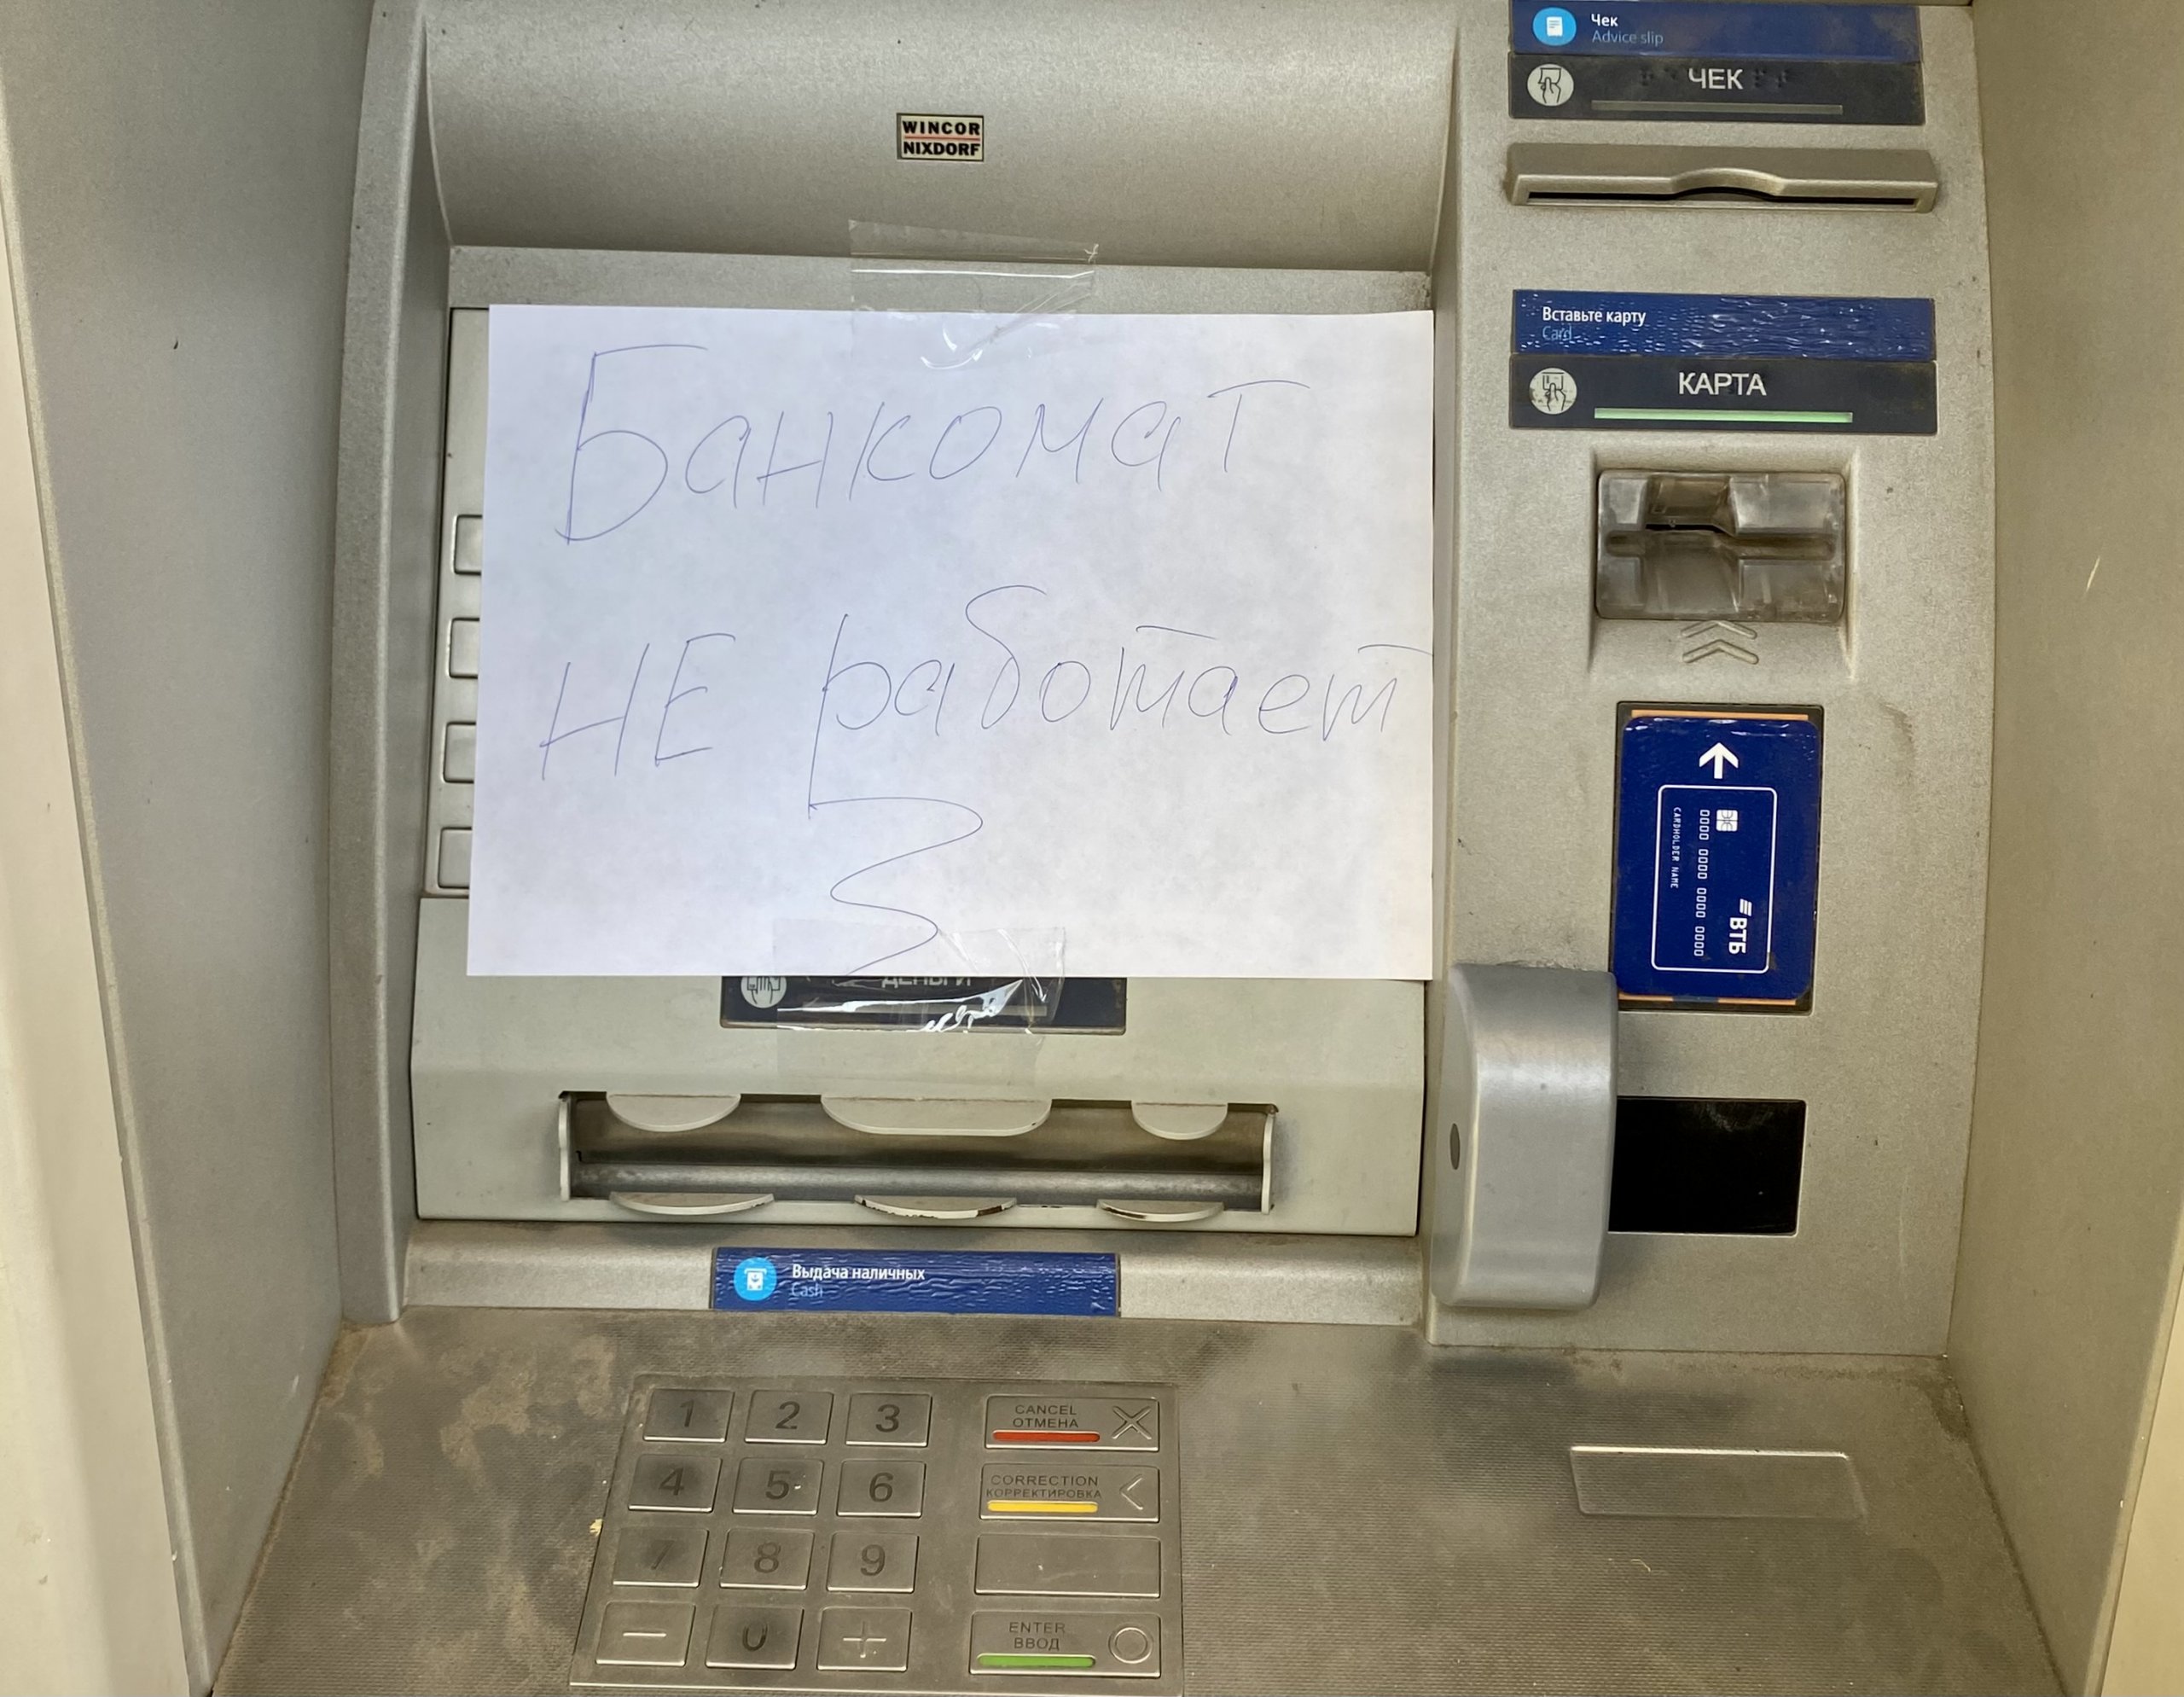 WINCOR
NIXDORF
Чек
Advice slip
ЧЕК
Вставьте карту
Card
КАРТА
Банкомат
НЕ работает
ВТБ
0000 0000 0000 0000
CARDHOLDER NAME
ДЕНЬГИ
Выдача наличных
Cash
1 2 3
CANCEL
ОТМЕНА
4 5 6
CORRECTION
КОРРЕКТИРОВКА
7 8 9
– 0 +
ENTER
ВВОД